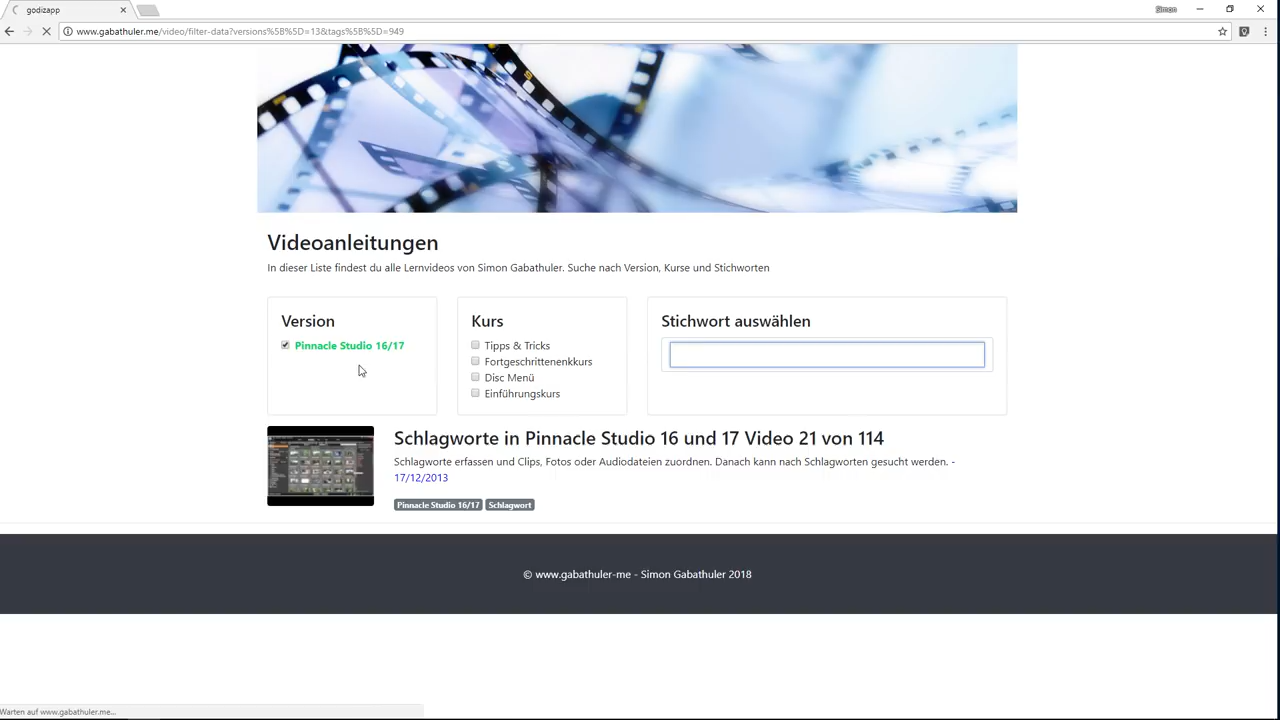 godizapp
Simon
www.gabathuler.me/video/filter-data?versions%5B%5D=13&tags%5B%5D=949
Videoanleitungen
In dieser Liste findest du alle Lernvideos von Simon Gabathuler. Suche nach Version, Kurse und Stichworten
Version
Pinnacle Studio 16/17
Kurs
Tipps & Tricks
Fortgeschrittenenkkurs
Disc Menü
Einführungskurs
Stichwort auswählen
Schlagworte in Pinnacle Studio 16 und 17 Video 21 von 114
Schlagworte erfassen und Clips, Fotos oder Audiodateien zuordnen. Danach kann nach Schlagworten gesucht werden. -
17/12/2013
Pinnacle Studio 16/17 Schlagwort
© www.gabathuler-me - Simon Gabathuler 2018
Warten auf www.gabathuler.me...